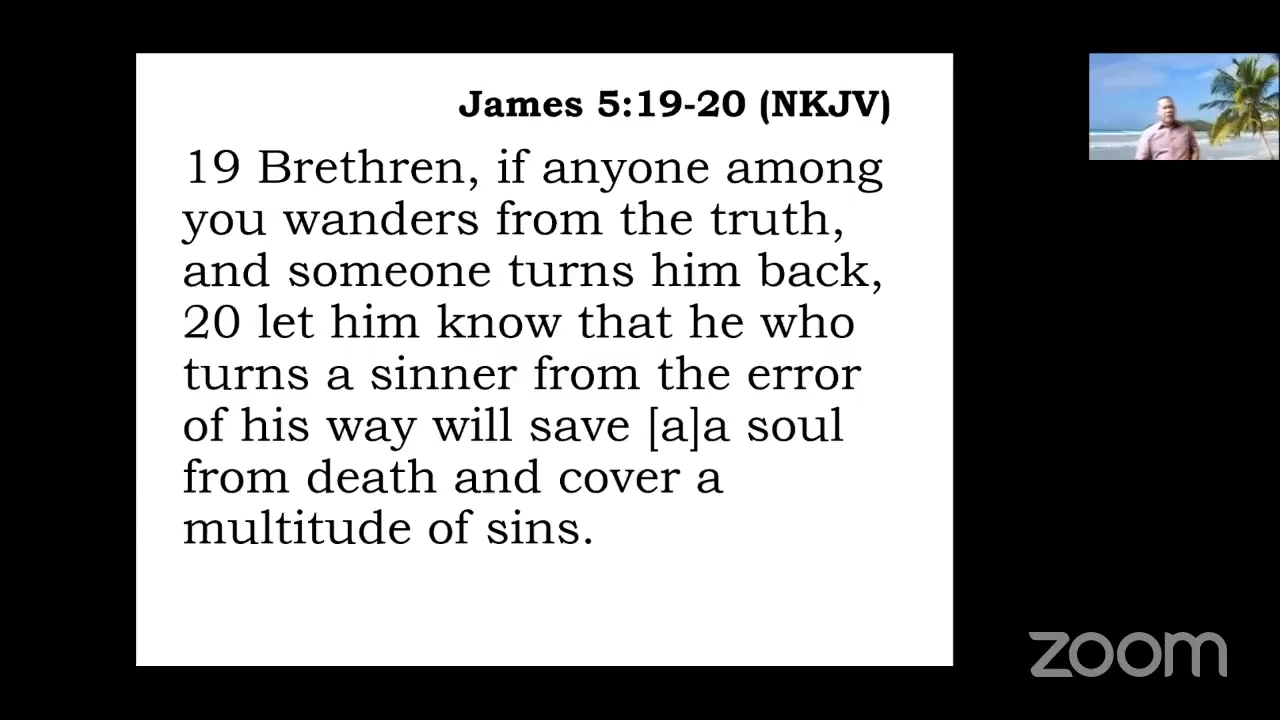 James 5:19-20 (NKJV)
19 Brethren, if anyone among
you wanders from the truth,
and someone turns him back,
20 let him know that he who
turns a sinner from the error
of his way will save [a]a soul
from death and cover a
multitude of sins.
zoom